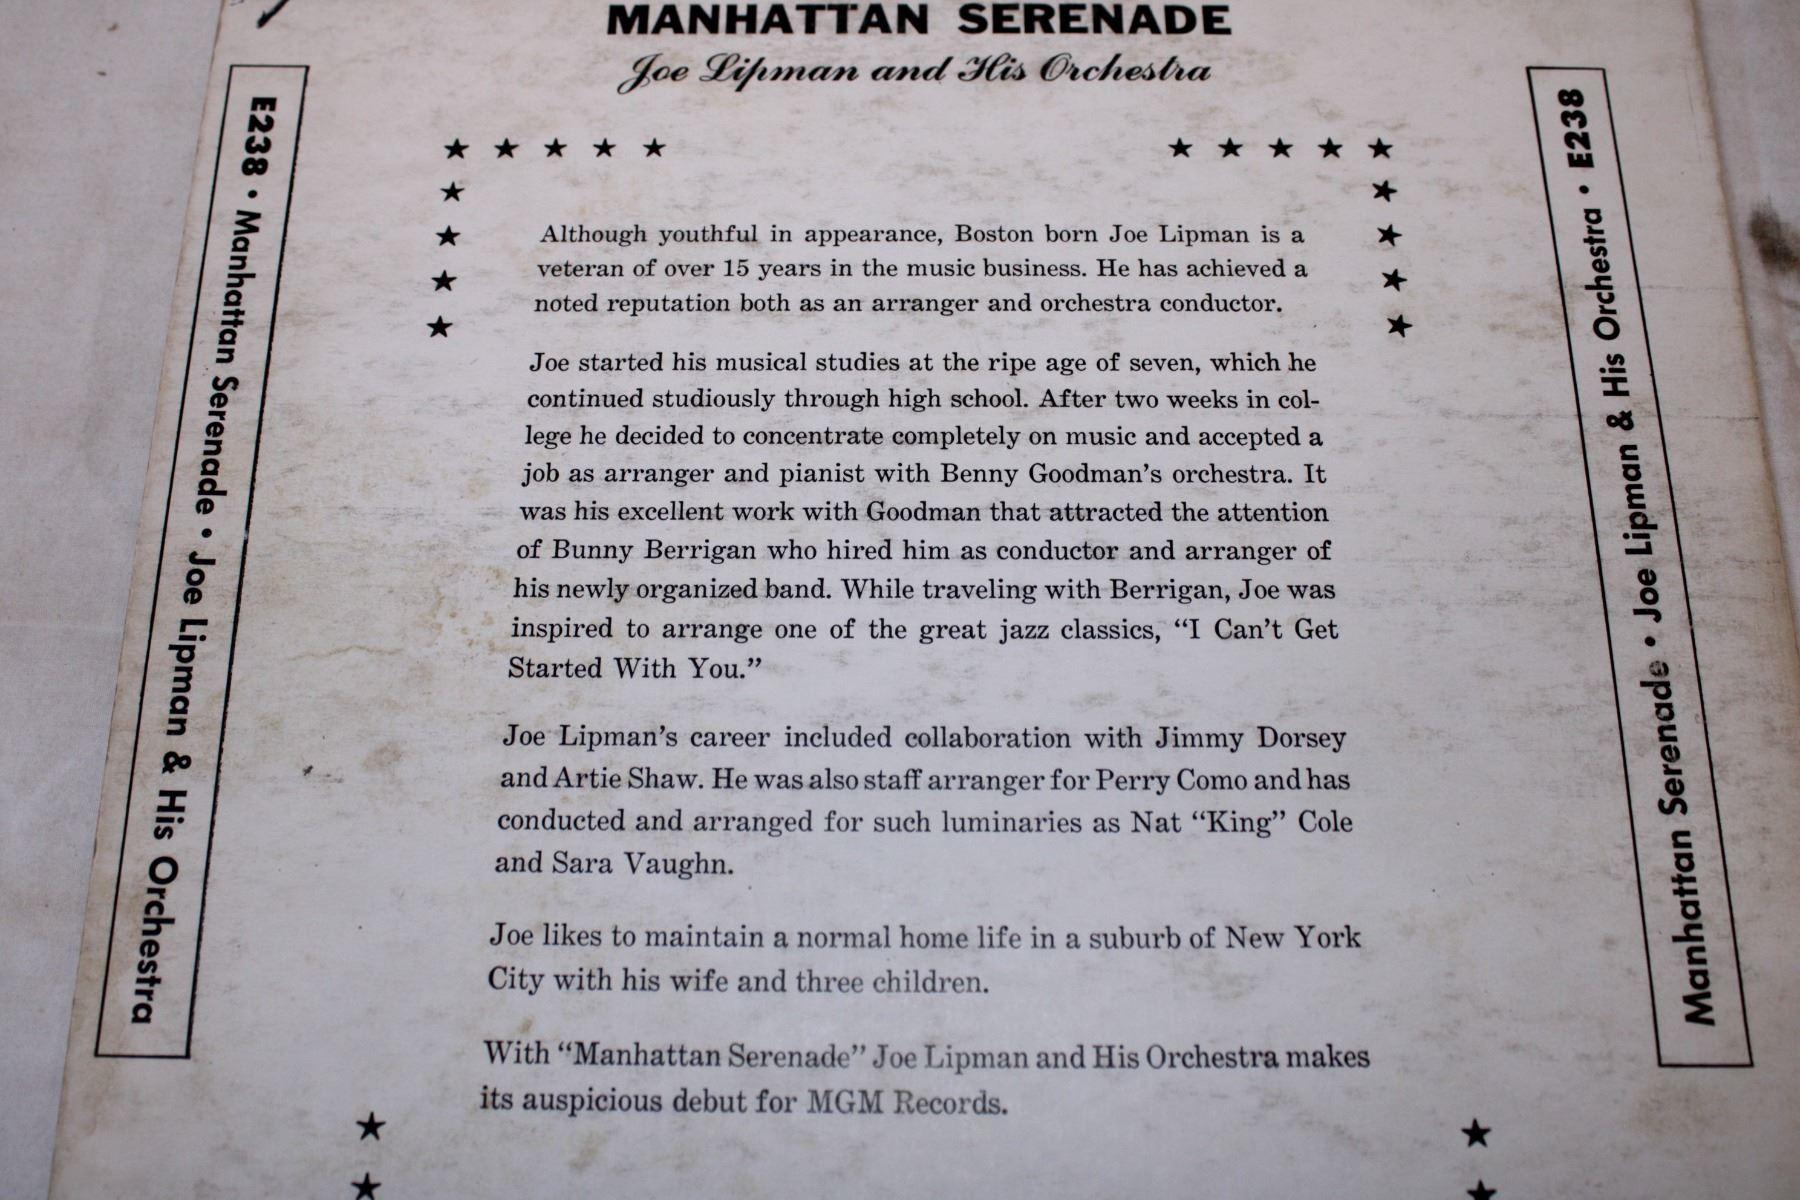 MANHATTAN SERENADE
Joe Lipman and His Orchestra
E238 • Manhattan Serenade • Joe Lipman & His Orchestra
Although youthful in appearance, Boston born Joe Lipman is a
veteran of over 15 years in the music business. He has achieved a
noted reputation both as an arranger and orchestra conductor.
Joe started his musical studies at the ripe age of seven, which he
continued studiously through high school. After two weeks in col-
lege he decided to concentrate completely on music and accepted a
job as arranger and pianist with Benny Goodman's orchestra. It
was his excellent work with Goodman that attracted the attention
of Bunny Berrigan who hired him as conductor and arranger of
his newly organized band. While traveling with Berrigan, Joe was
inspired to arrange one of the great jazz classics, "I Can't Get
Started With You."
Joe Lipman's career included collaboration with Jimmy Dorsey
and Artie Shaw. He was also staff arranger for Perry Como and has
conducted and arranged for such luminaries as Nat "King" Cole
and Sara Vaughn.
Joe likes to maintain a normal home life in a suburb of New York
City with his wife and three children.
With "Manhattan Serenade" Joe Lipman and His Orchestra makes
its auspicious debut for MGM Records.
Manhattan Serenade • Joe Lipman & His Orchestra • E238